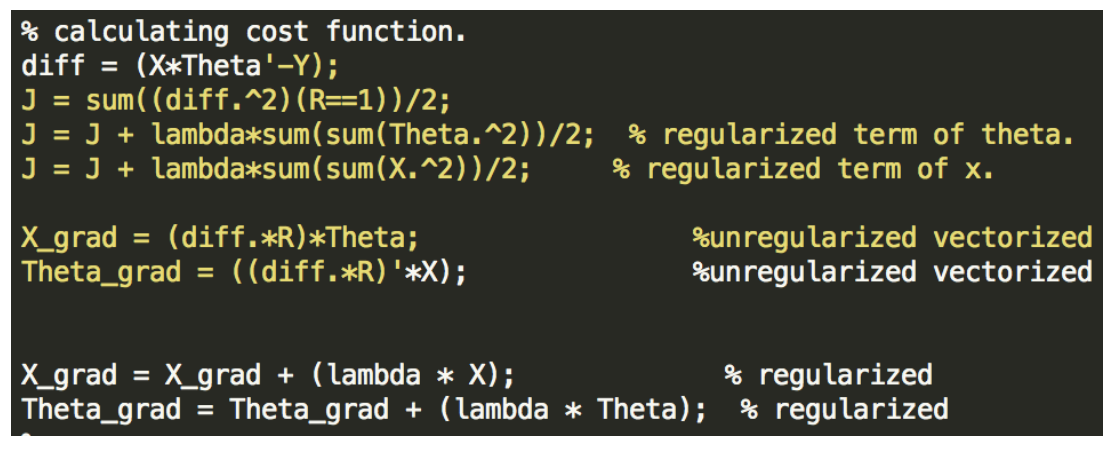 % calculating cost function.
diff = (X*Theta'-Y);
J = sum((diff.^2)(R==1))/2;
J = J + lambda*sum(sum(Theta.^2))/2;  % regularized term of theta.
J = J + lambda*sum(sum(X.^2))/2;     % regularized term of x.
X_grad = (diff.*R)*Theta;                 %unregularized vectorized
Theta_grad = ((diff.*R)'*X);              %unregularized vectorized
X_grad = X_grad + (lambda * X);             % regularized
Theta_grad = Theta_grad + (lambda * Theta);  % regularized